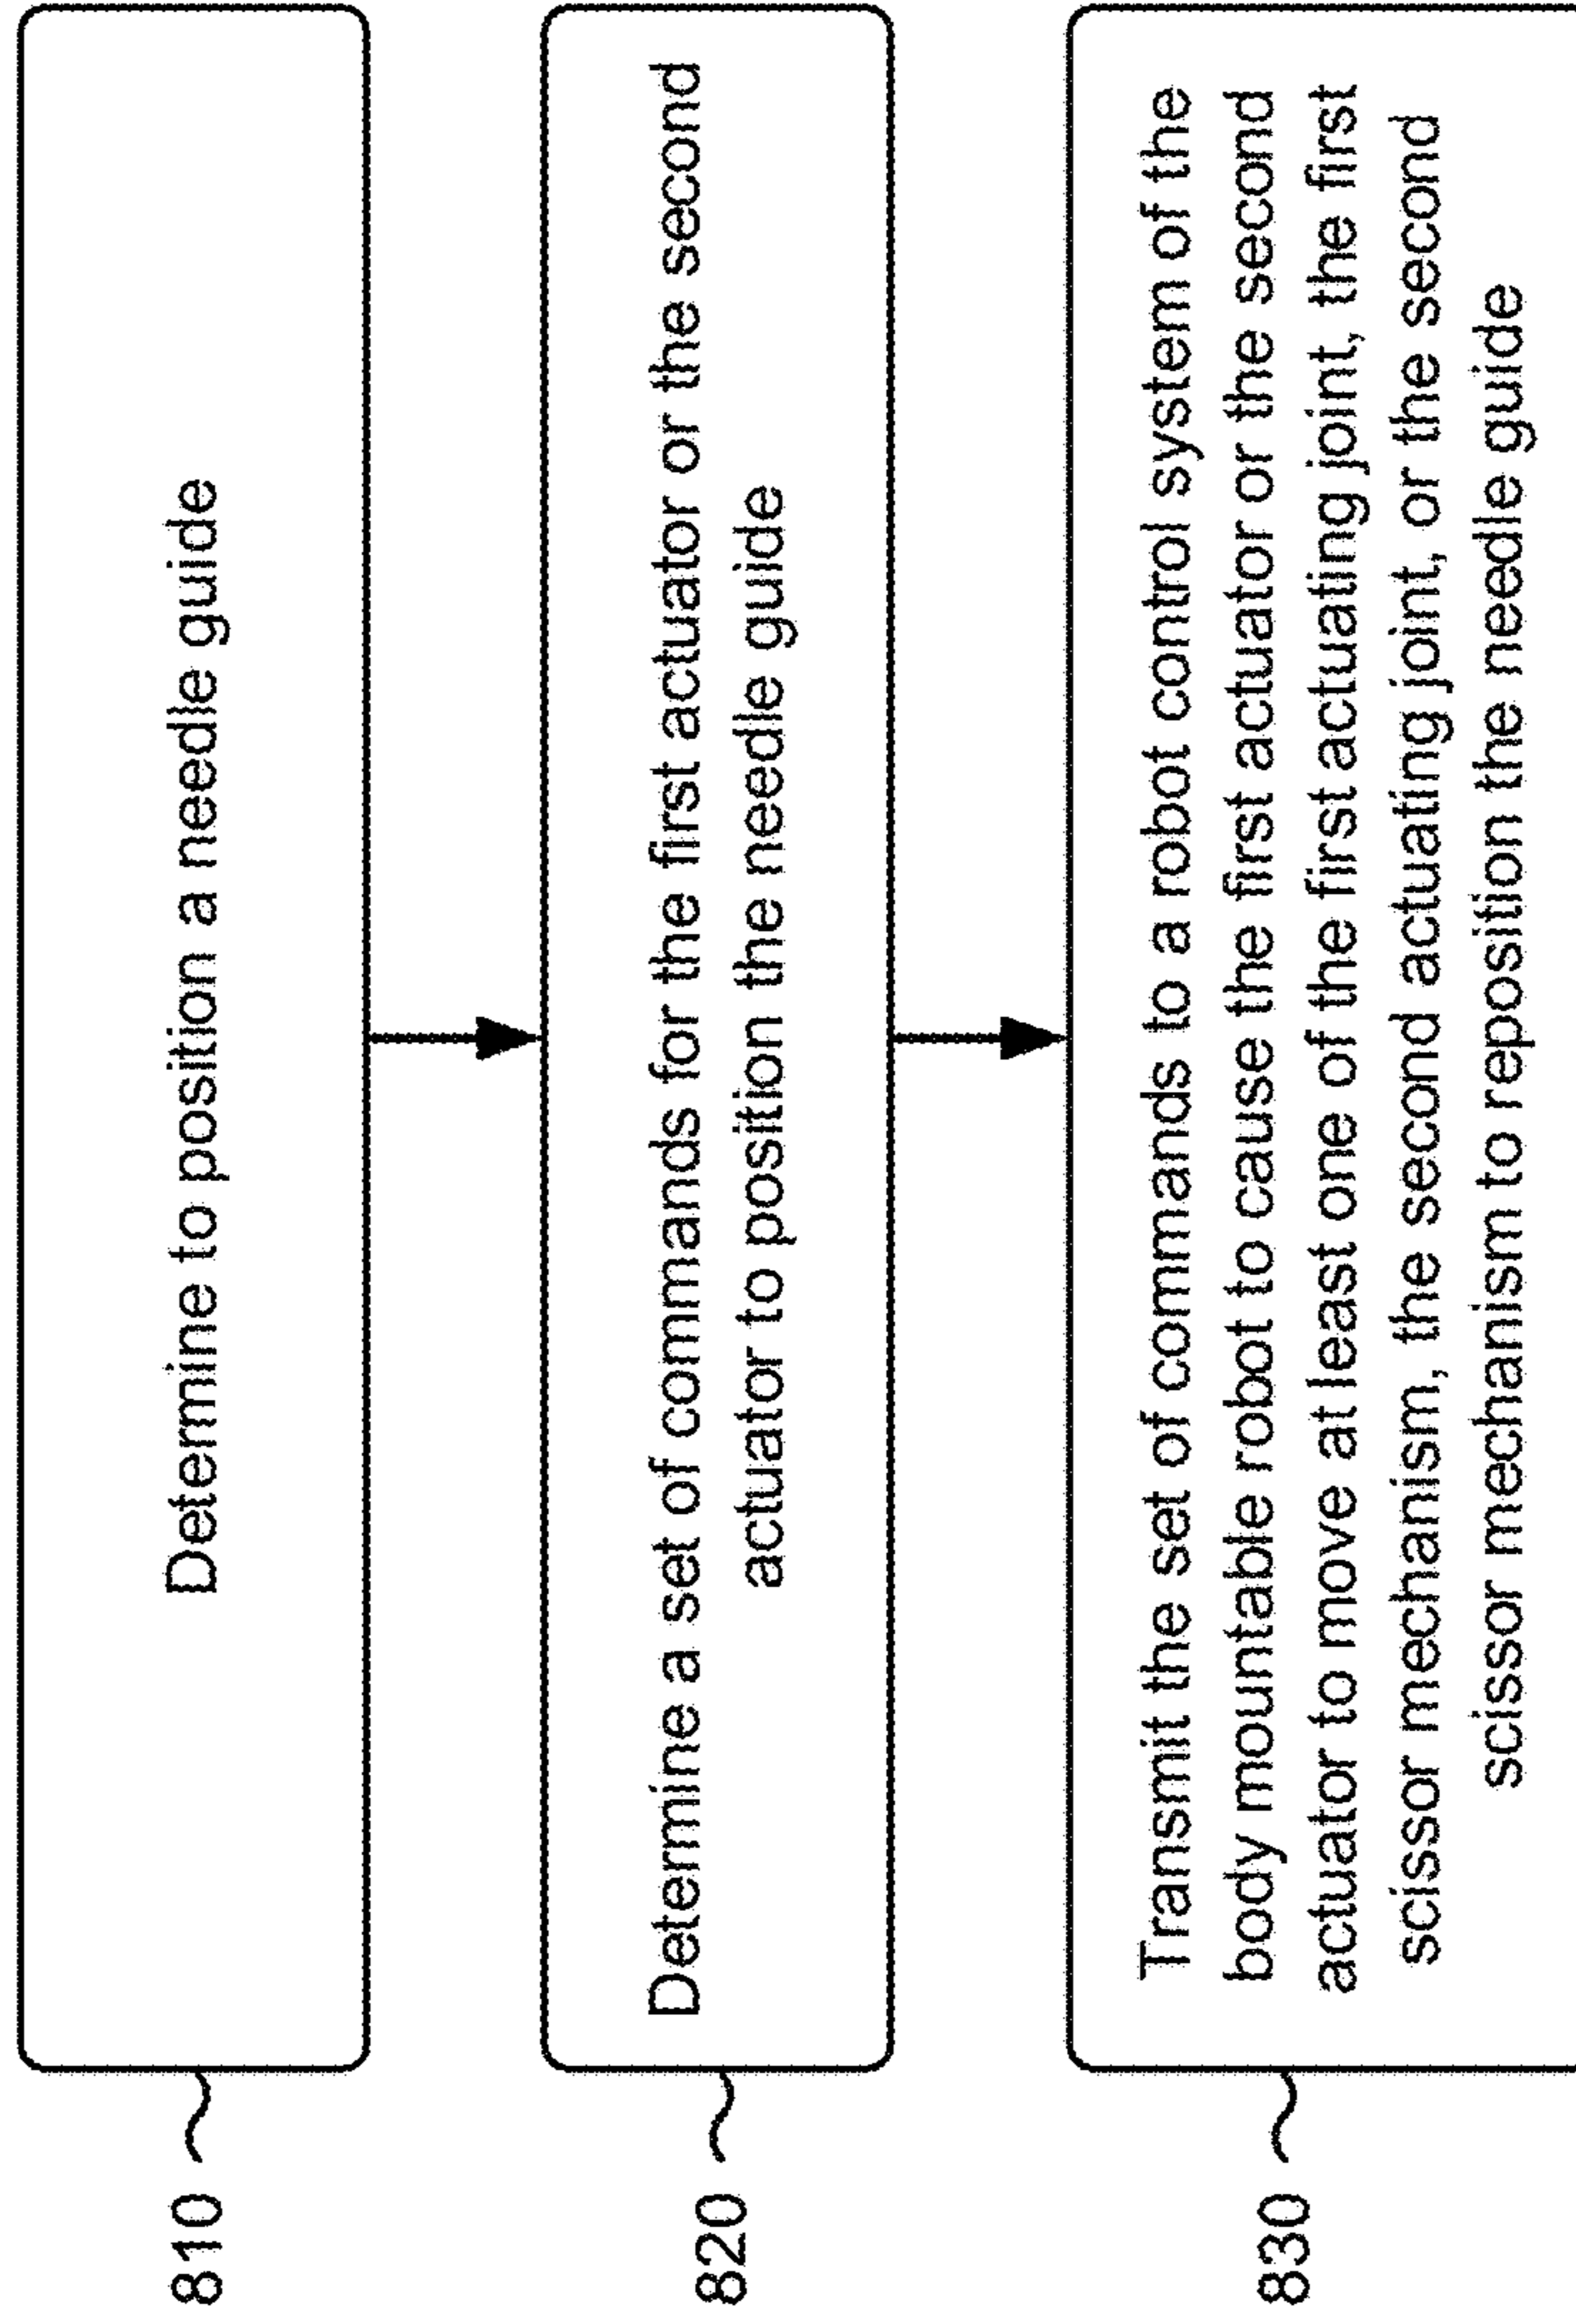 810
Determine to position a needle guide
820
Determine a set of commands for the first actuator or the second
actuator to position the needle guide
830
Transmit the set of commands to a robot control system of the
body mountable robot to cause the first actuator or the second
actuator to move at least one of the first actuating joint, the first
scissor mechanism, the second actuating joint, or the second
scissor mechanism to reposition the needle guide